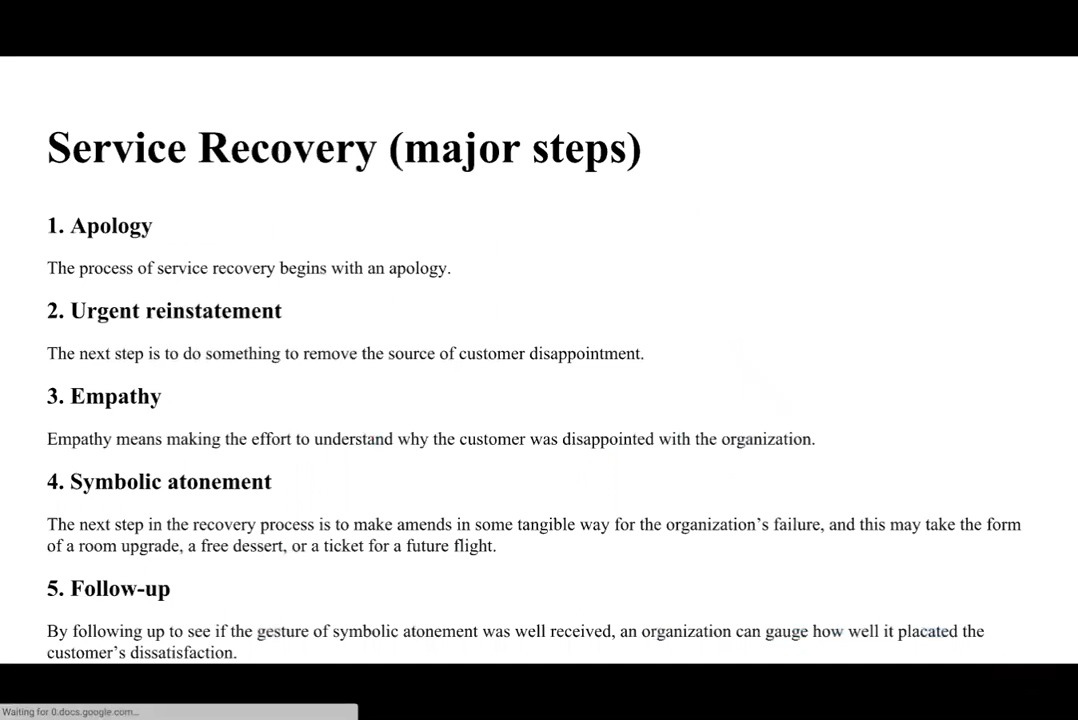 Service Recovery (major steps)
1. Apology
The process of service recovery begins with an apology.
2. Urgent reinstatement
The next step is to do something to remove the source of customer disappointment.
3. Empathy
Empathy means making the effort to understand why the customer was disappointed with the organization.
4. Symbolic atonement
The next step in the recovery process is to make amends in some tangible way for the organization’s failure, and this may take the form
of a room upgrade, a free dessert, or a ticket for a future flight.
5. Follow-up
By following up to see if the gesture of symbolic atonement was well received, an organization can gauge how well it placated the
customer’s dissatisfaction.
Waiting for 0.docs.google.com...